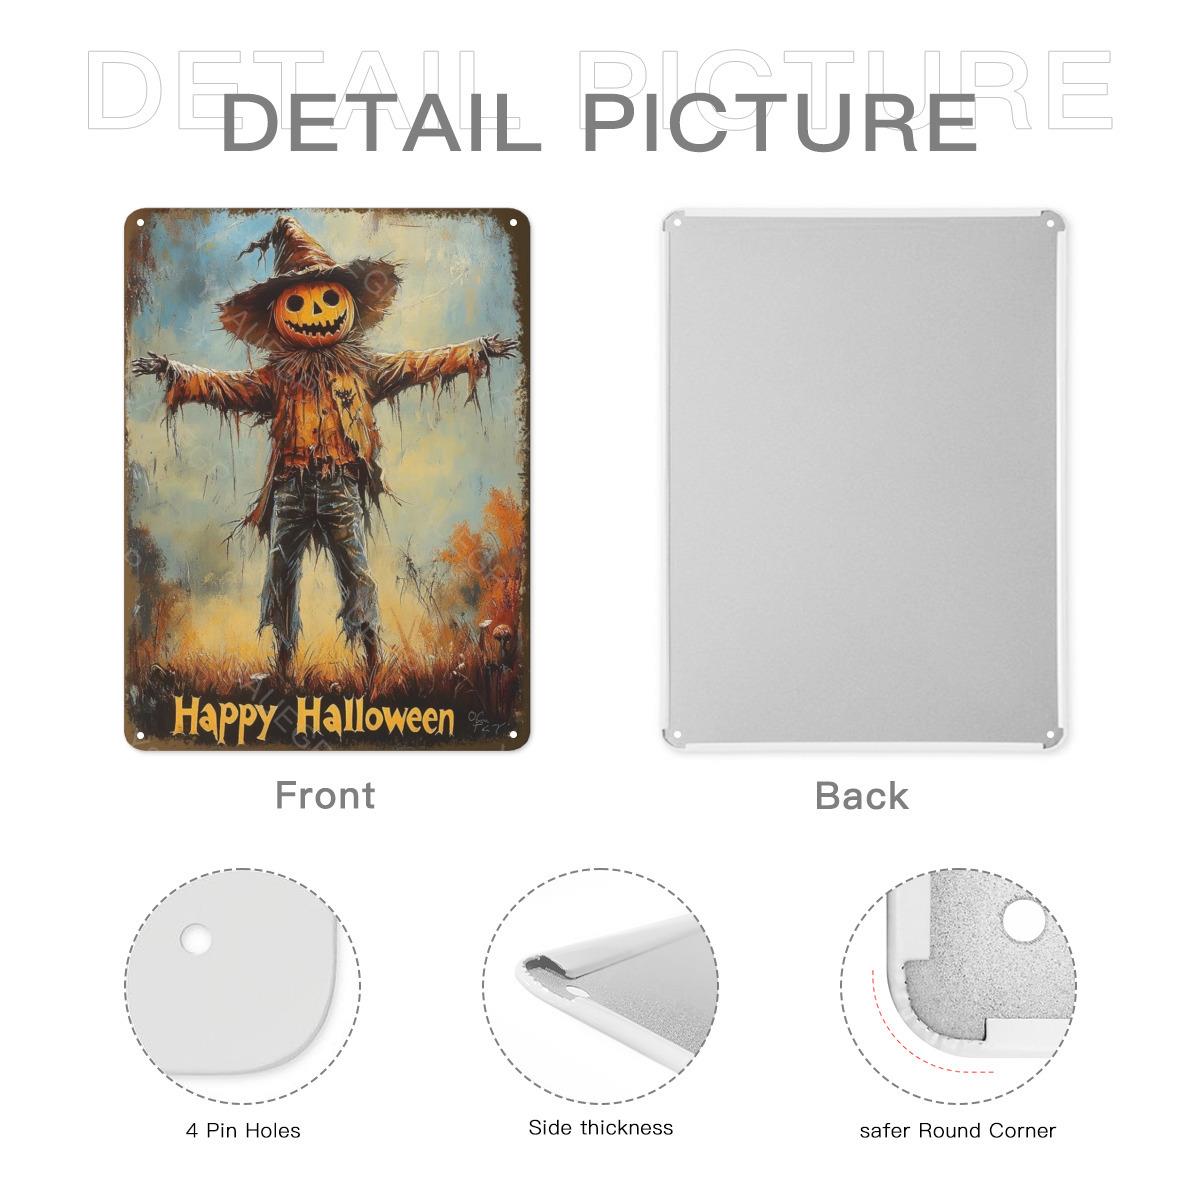 DETAIL PICTURE
DETAIL PICTURE
Happy Halloween
Front
Back
4 Pin Holes
Side thickness
safer Round Corner